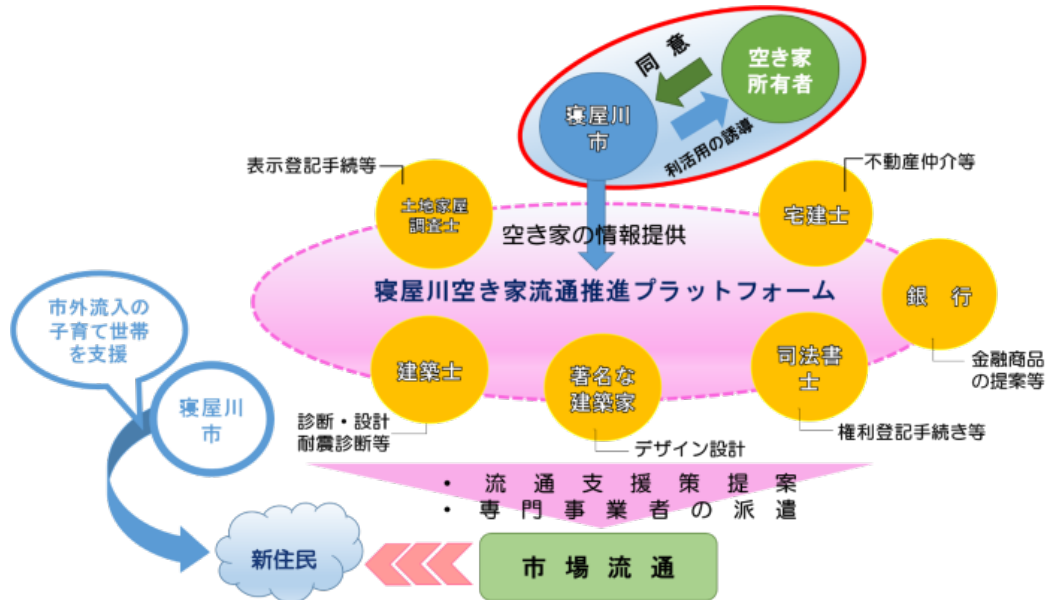 同意
空き家
所有者
寝屋川
市
利活用の誘導
表示登記手続等
不動産仲介等
土地家屋
調査士
宅建士
空き家の情報提供
寝屋川空き家流通推進プラットフォーム
銀　行
市外流入の
子育て世帯
を支援
建築士
著名な
建築家
司法書
士
金融商品
の提案等
寝屋川
市
診断・設計
耐震診断等
デザイン設計
権利登記手続き等
・ 流通支援策提案
・ 専門事業者の派遣
新住民
市場流通